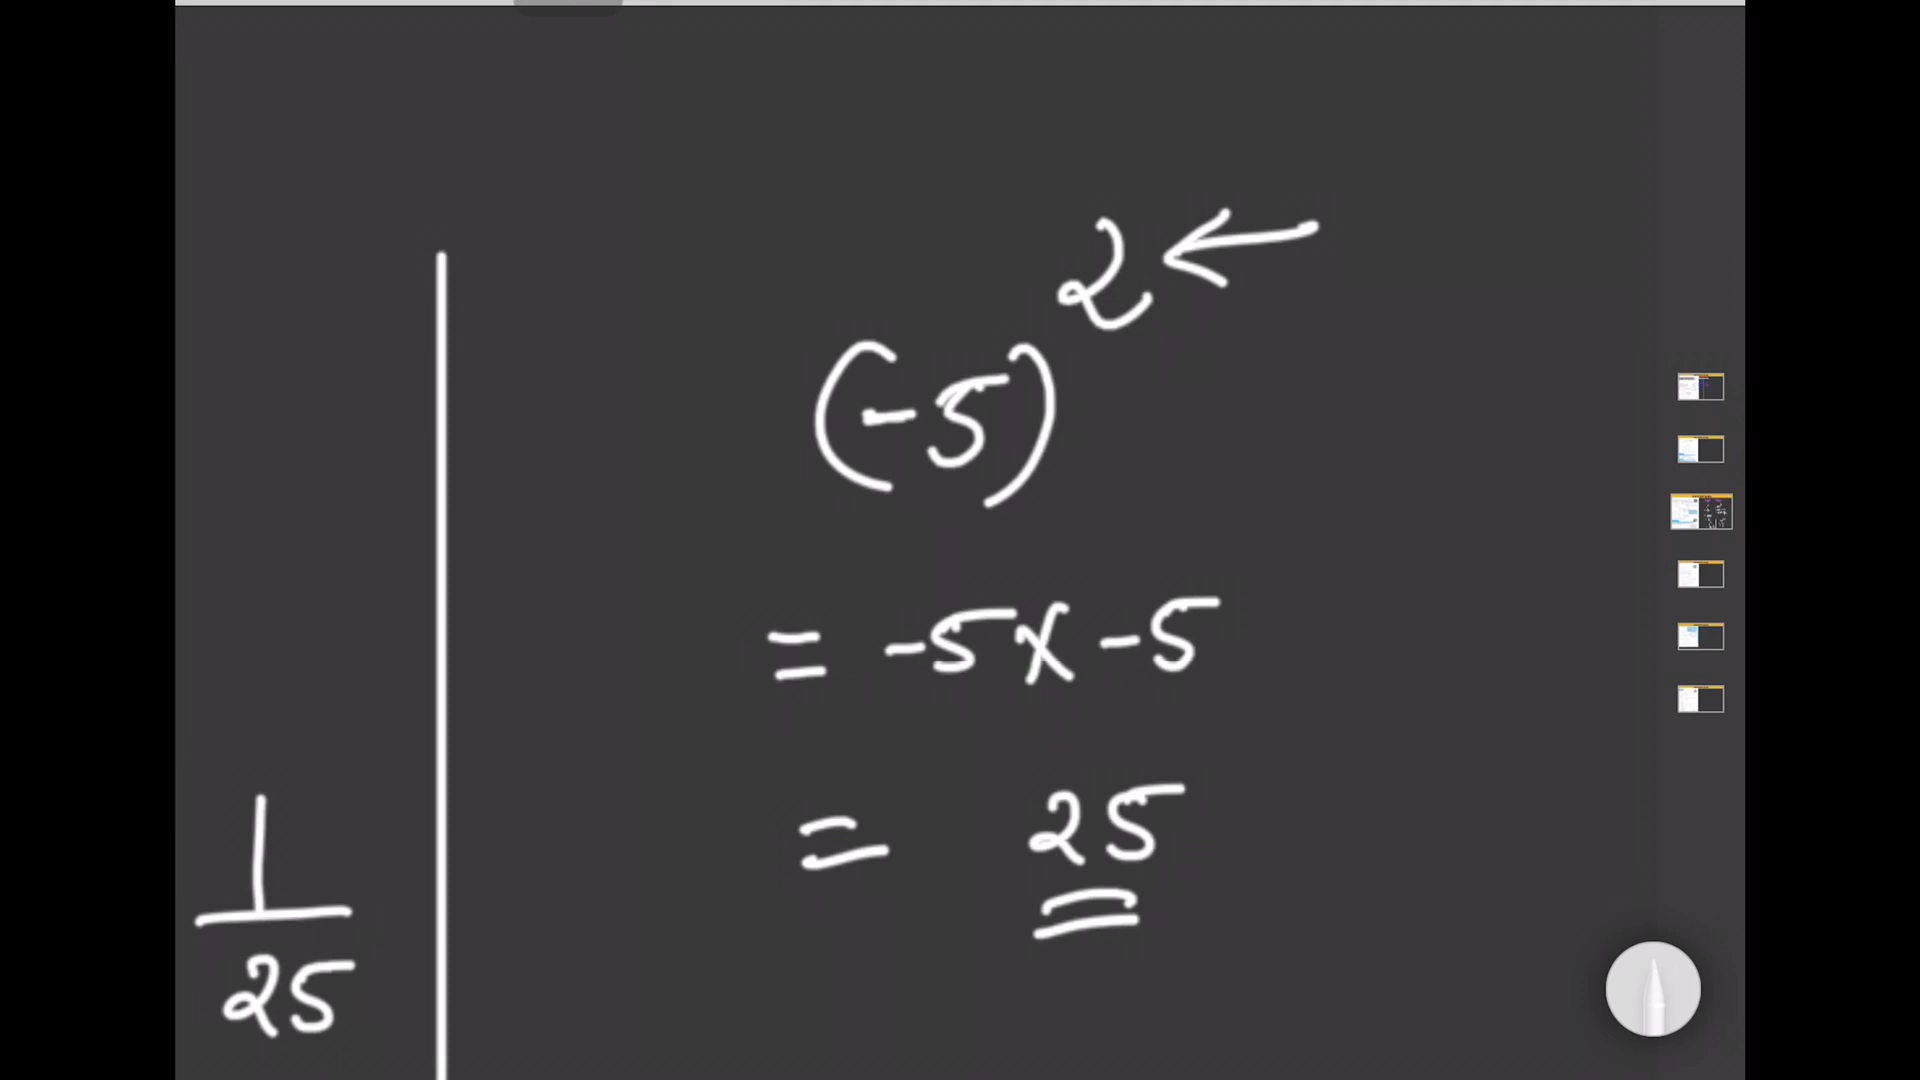 (-5)²←
= -5x-5
= 25
1
25